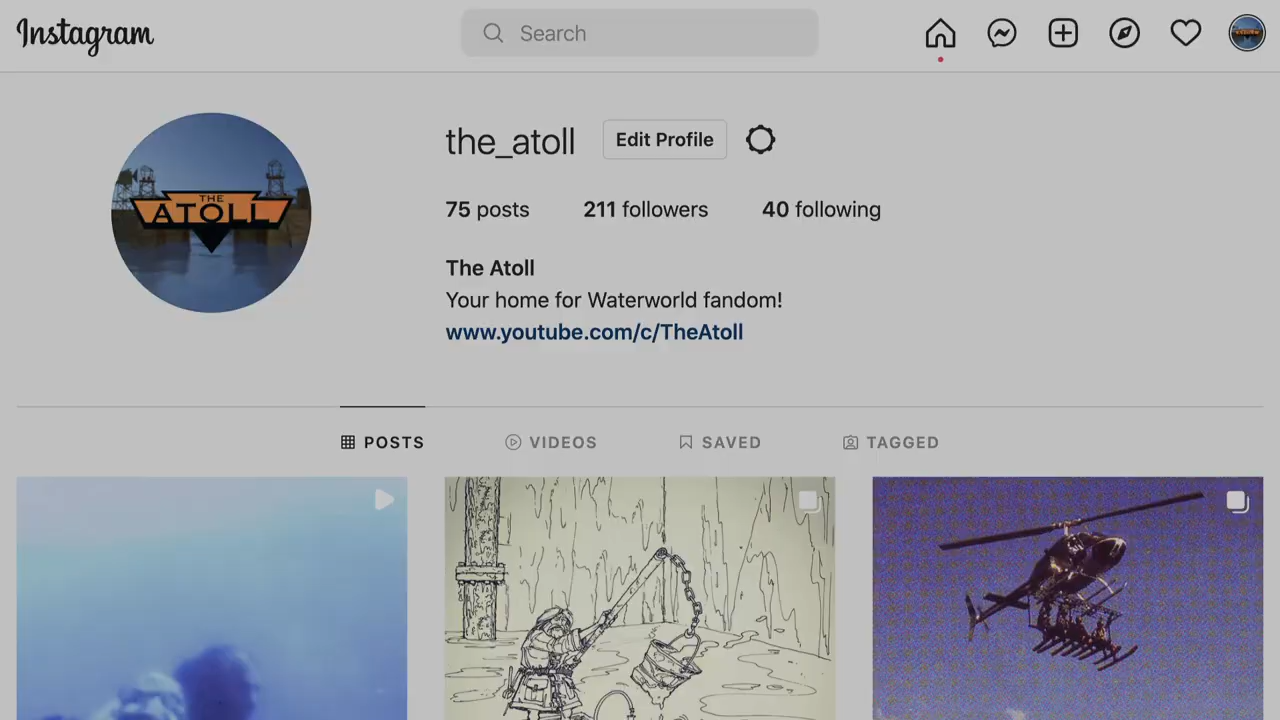 Instagram
Search
the_atoll
Edit Profile
75 posts
211 followers
40 following
THE
ATOLL
The Atoll
Your home for Waterworld fandom!
www.youtube.com/c/TheAtoll
POSTS
VIDEOS
SAVED
TAGGED